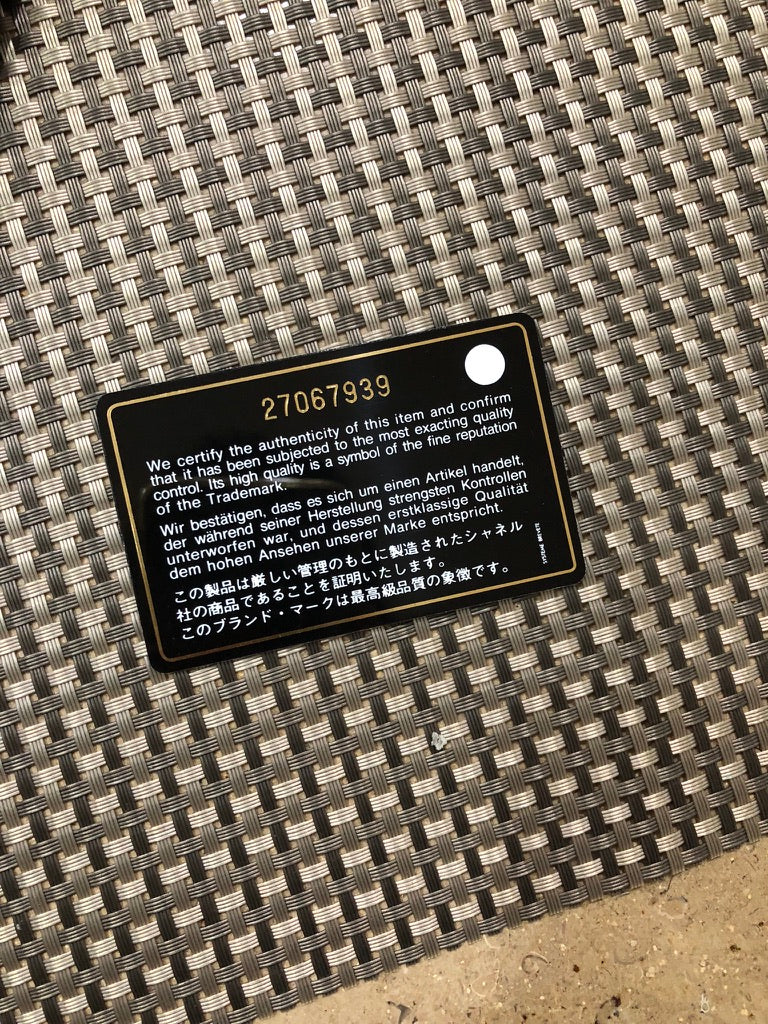 27067939
We certify the authenticity of this item and confirm
that it has been subjected to the most exacting quality
control. Its high quality is a symbol of the fine reputation
of the Trademark.
Wir bestätigen, dass es sich um einen Artikel handelt,
der während seiner Herstellung strengsten Kontrollen
unterworfen war, und dessen erstklassige Qualität
dem hohen Ansehen unserer Marke entspricht.
この製品は厳しい管理のもとに製造されたシャネル
社の商品であることを証明いたします。
このブランド・マークは最高級品質の象徴です。